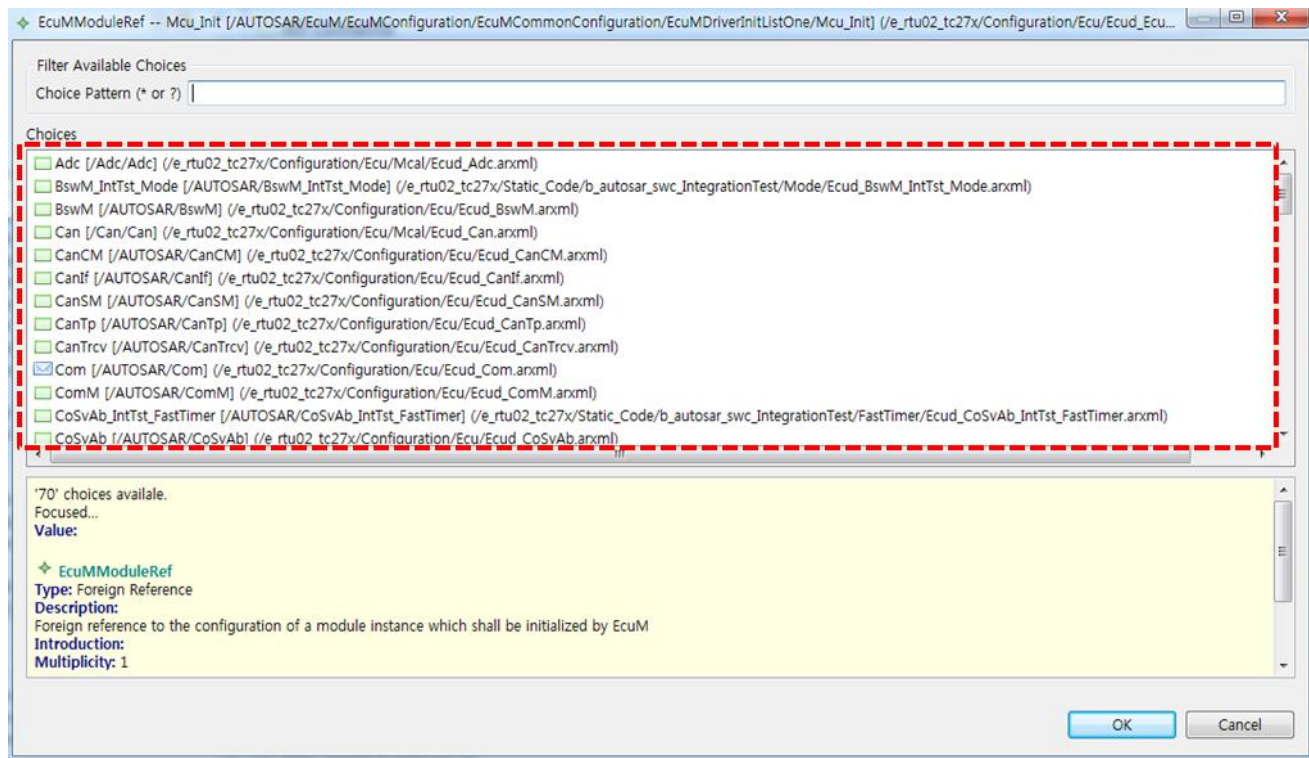 EcuMModuleRef -- Mcu_Init [/AUTOSAR/EcuM/EcuMConfiguration/EcuMCommonConfiguration/EcuMDriverInitListOne/Mcu_Init] (/e_rtu02_tc27x/Configuration/Ecu/Ecud_Ecu...
Filter Available Choices
Choice Pattern (* or ?)
Choices
Adc [/Adc/Adc] (/e_rtu02_tc27x/Configuration/Ecu/Mcal/Ecud_Adc.arxml)
BswM_IntTst_Mode [/AUTOSAR/BswM_IntTst_Mode] (/e_rtu02_tc27x/Static_Code/b_autosar_swc_IntegrationTest/Mode/Ecud_BswM_IntTst_Mode.arxml)
BswM [/AUTOSAR/BswM] (/e_rtu02_tc27x/Configuration/Ecu/Ecud_BswM.arxml)
Can [/Can/Can] (/e_rtu02_tc27x/Configuration/Ecu/Mcal/Ecud_Can.arxml)
CanCM [/AUTOSAR/CanCM] (/e_rtu02_tc27x/Configuration/Ecu/Ecud_CanCM.arxml)
CanIf [/AUTOSAR/CanIf] (/e_rtu02_tc27x/Configuration/Ecu/Ecud_CanIf.arxml)
CanSM [/AUTOSAR/CanSM] (/e_rtu02_tc27x/Configuration/Ecu/Ecud_CanSM.arxml)
CanTp [/AUTOSAR/CanTp] (/e_rtu02_tc27x/Configuration/Ecu/Ecud_CanTp.arxml)
CanTrcv [/AUTOSAR/CanTrcv] (/e_rtu02_tc27x/Configuration/Ecu/Ecud_CanTrcv.arxml)
Com [/AUTOSAR/Com] (/e_rtu02_tc27x/Configuration/Ecu/Ecud_Com.arxml)
ComM [/AUTOSAR/ComM] (/e_rtu02_tc27x/Configuration/Ecu/Ecud_ComM.arxml)
CoSvAb_IntTst_FastTimer [/AUTOSAR/CoSvAb_IntTst_FastTimer] (/e_rtu02_tc27x/Static_Code/b_autosar_swc_IntegrationTest/FastTimer/Ecud_CoSvAb_IntTst_FastTimer.arxml)
CoSvAb [/AUTOSAR/CoSvAb] (/e_rtu02_tc27x/Configuration/Ecu/Ecud_CoSvAb.arxml)
'70' choices availale.
Focused...
Value:
EcuMModuleRef
Type: Foreign Reference
Description:
Foreign reference to the configuration of a module instance which shall be initialized by EcuM
Introduction:
Multiplicity: 1
OK Cancel